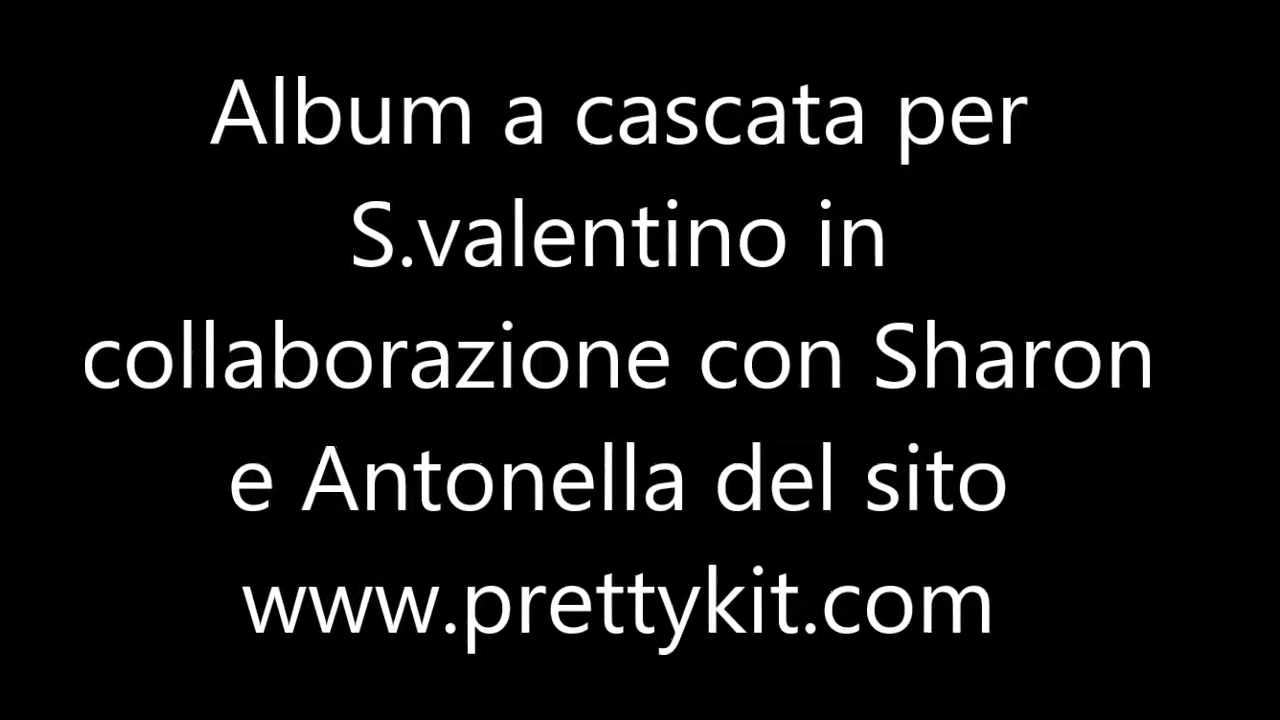 Album a cascata per
S.valentino in
collaborazione con Sharon
e Antonella del sito
www.prettykit.com